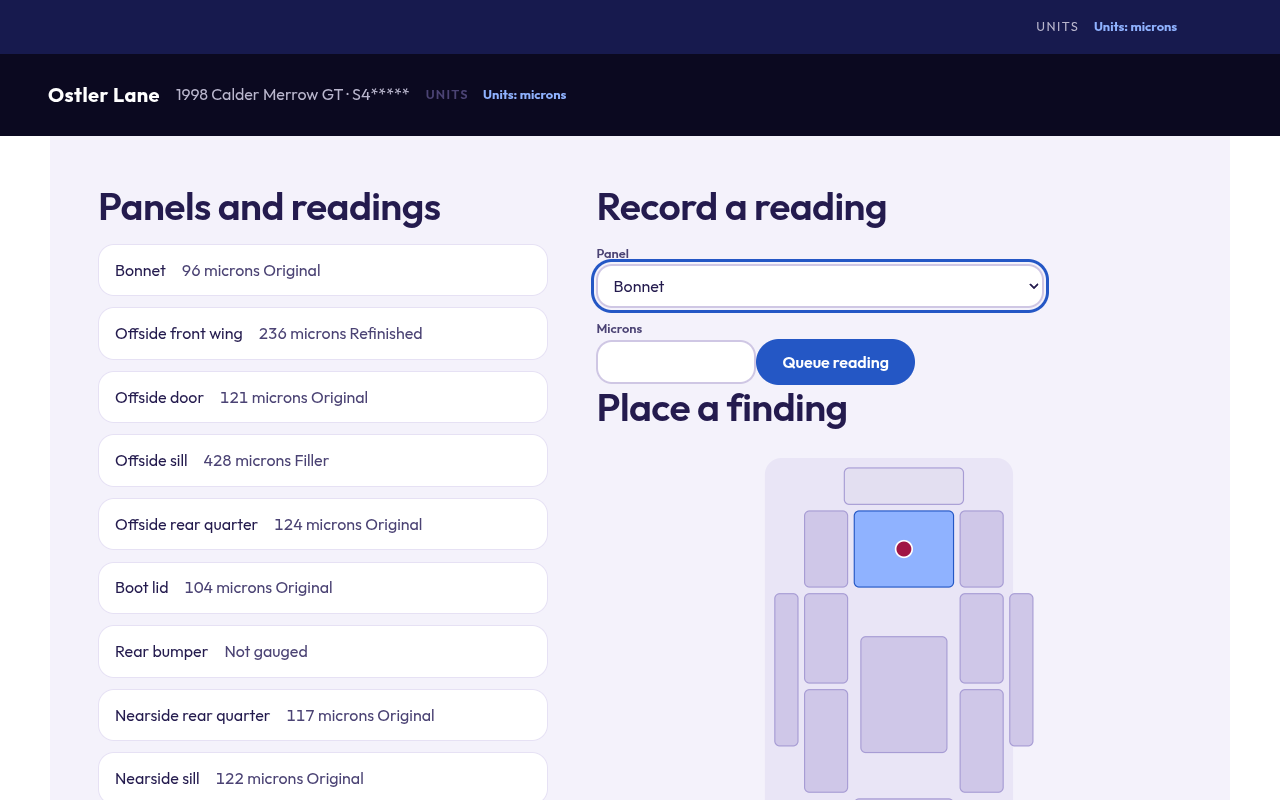 UNITS Units: microns
Ostler Lane 1998 Calder Merrow GT · S4***** UNITS Units: microns
Panels and readings
Bonnet 96 microns Original
Offside front wing 236 microns Refinished
Offside door 121 microns Original
Offside sill 428 microns Filler
Offside rear quarter 124 microns Original
Boot lid 104 microns Original
Rear bumper Not gauged
Nearside rear quarter 117 microns Original
Nearside sill 122 microns Original
Record a reading
Panel
Bonnet
Microns
Queue reading
Place a finding